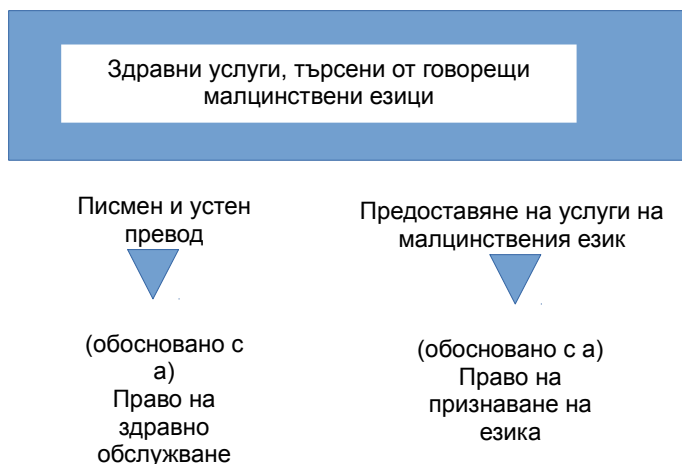 Здравни услуги, търсени от говорещи
малцинствени езици
Писмен и устен
превод
Предоставяне на услуги на
малцинствения език
(обосновано с
а)
Право на
здравно
обслужване
(обосновано с а)
Право на
признаване на
езика